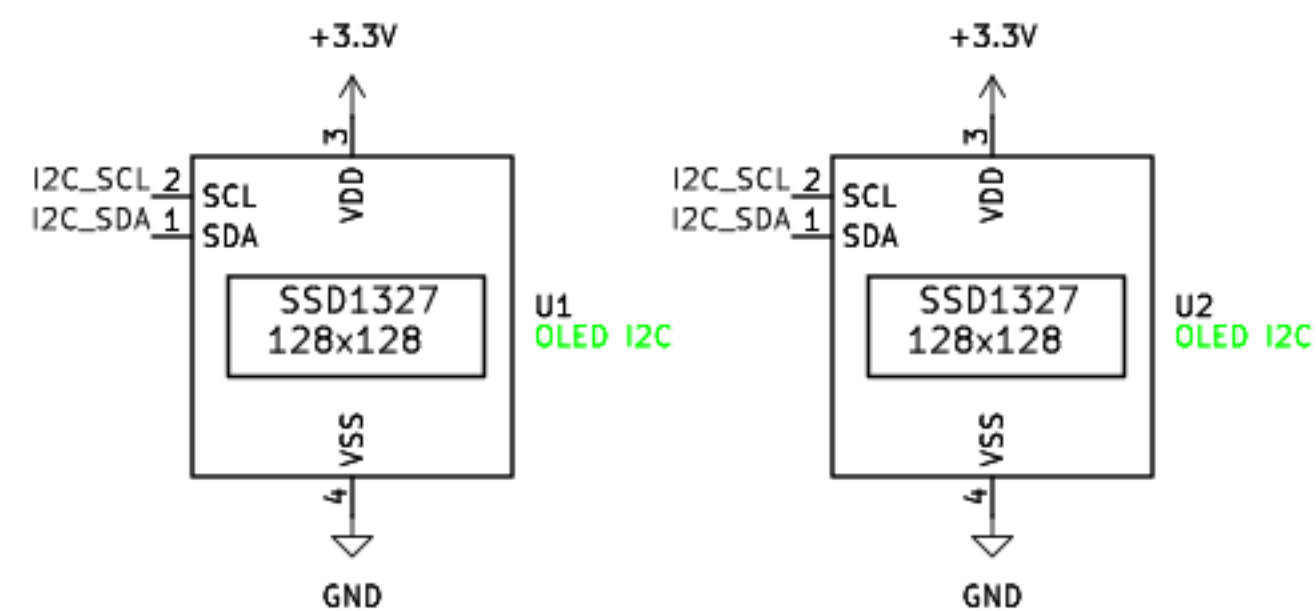 +3.3V
3
I2C_SCL 2
SCL
VDD
I2C_SDA 1
SDA
SSD1327
128x128
U1
OLED I2C
VSS
4
GND
+3.3V
3
I2C_SCL 2
SCL
VDD
I2C_SDA 1
SDA
SSD1327
128x128
U2
OLED I2C
VSS
4
GND